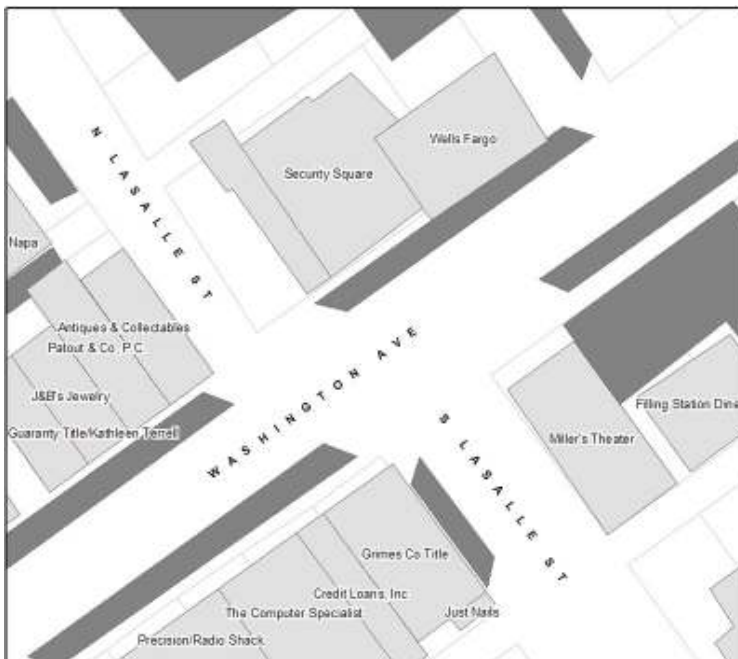 N LASALLE ST
Wells Fargo
Security Square
Napa
Antiques & Collectables
Patout & Co, P.C.
WASHINGTON AVE
J&B's Jewelry
Filling Station Dine
Guaranty Title/Kathleen Terrell
Miller's Theater
S LASALLE ST
Grimes Co Title
Credit Loans, Inc
The Computer Specialist
Just Nails
Precision/Radio Shack